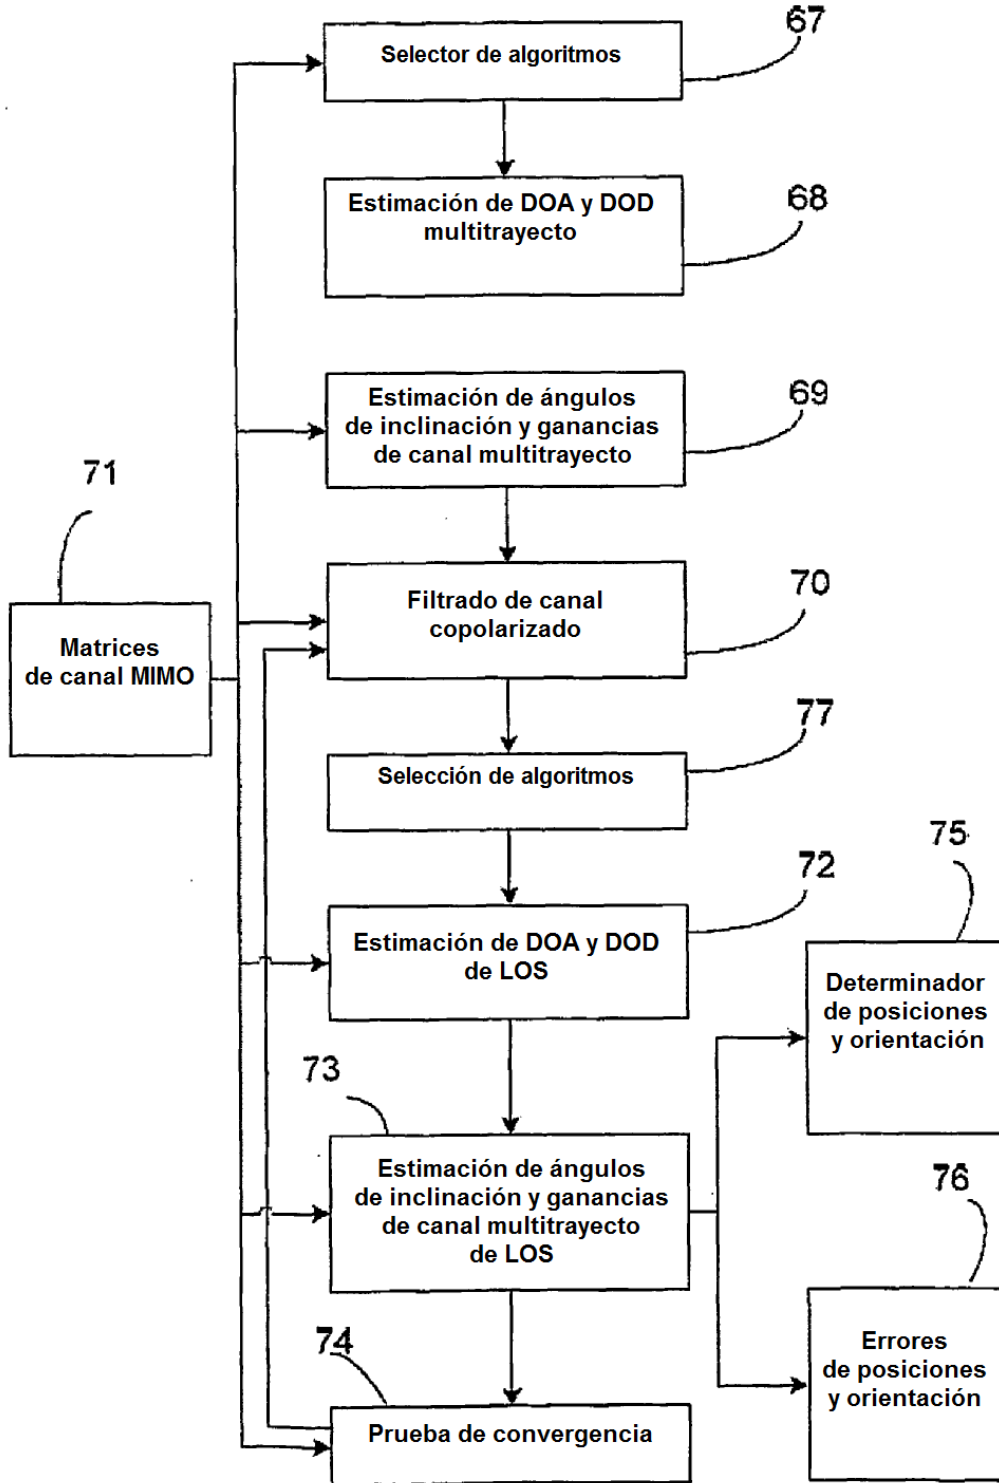 67
Selector de algoritmos
Estimación de DOA y DOD
multitrayecto
68
Estimación de ángulos
de inclinación y ganancias
de canal multitrayecto
69
71
Matrices
de canal MIMO
Filtrado de canal
copolarizado
70
77
Selección de algoritmos
72
Estimación de DOA y DOD
de LOS
75
Determinador
de posiciones
y orientación
73
Estimación de ángulos
de inclinación y ganancias
de canal multitrayecto
de LOS
76
Errores
de posiciones
y orientación
74
Prueba de convergencia